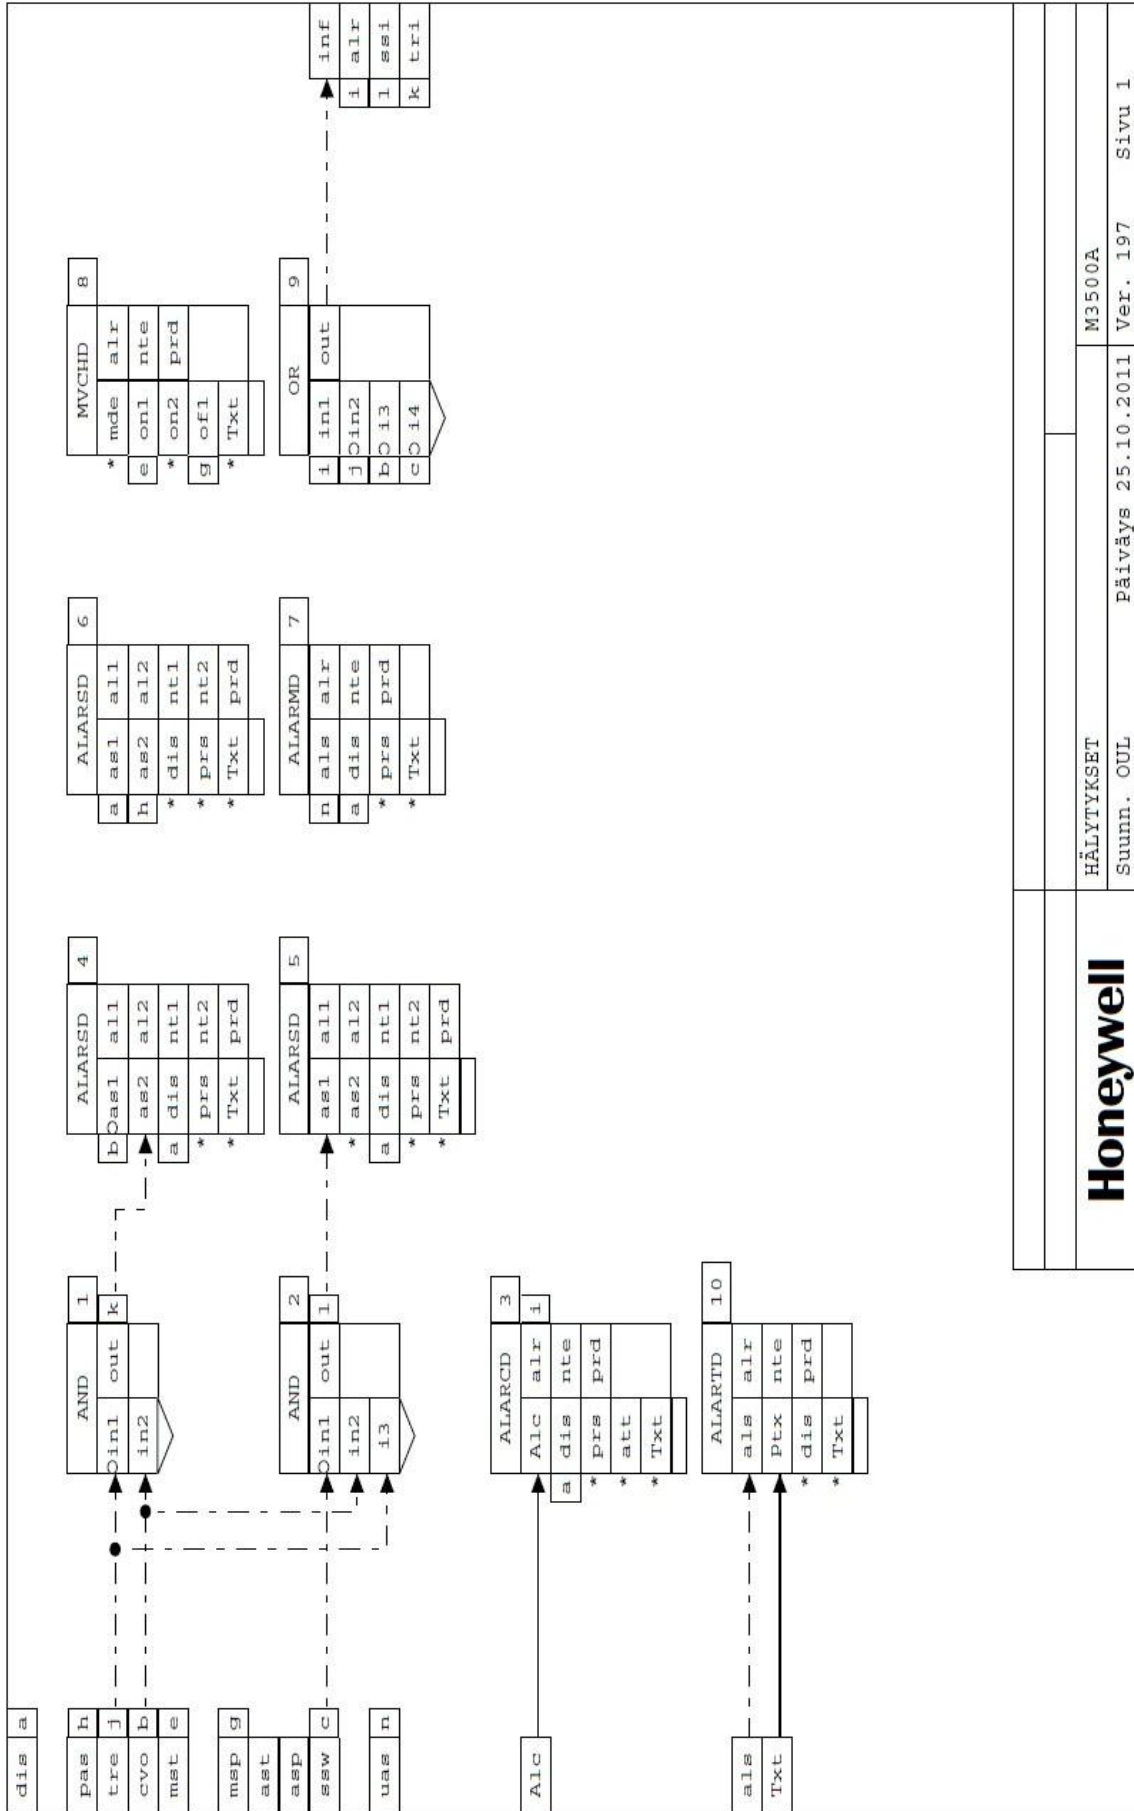 dis a
pas h
tre j
cvo b
mst e
msp g
ast
asp
ssw c
uas n
Alc
als
Txt
AND 1
in1 out k
in2
AND 2
in1 out l
in2
i3
ALARCD 3
Alc alr i
a dis nte
* prs prd
* att
* Txt
ALARTD 10
als alr
Ptx nte
* dis prd
* Txt
ALARSD 4
b as1 al1
as2 al2
a dis nt1
* prs nt2
* Txt prd
ALARSD 5
as1 al1
* as2 al2
a dis nt1
* prs nt2
* Txt prd
ALARSD 6
a as1 al1
h as2 al2
* dis nt1
* prs nt2
* Txt prd
ALARMD 7
n als alr
a dis nte
* prs prd
* Txt
MVCHD 8
* mde alr
e on1 nte
* on2 prd
g of1
* Txt
OR 9
i in1 out
j in2
b i3
c i4
inf
i alr
l ssi
k tri
Honeywell
HÄLYTYKSET M3500A
Suunn. OUL Päiväys 25.10.2011 Ver. 197 Sivu 1